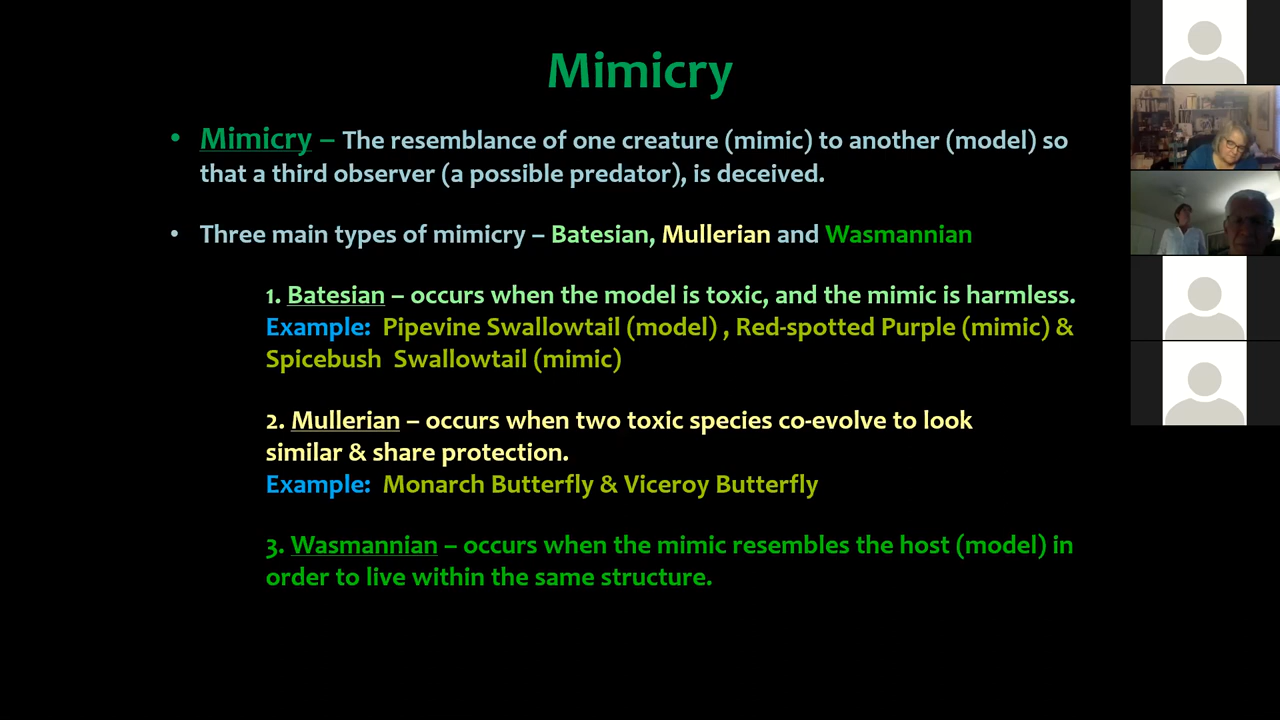 Mimicry
• Mimicry – The resemblance of one creature (mimic) to another (model) so
that a third observer (a possible predator), is deceived.
• Three main types of mimicry – Batesian, Mullerian and Wasmannian
1. Batesian – occurs when the model is toxic, and the mimic is harmless.
Example: Pipevine Swallowtail (model) , Red-spotted Purple (mimic) &
Spicebush Swallowtail (mimic)
2. Mullerian – occurs when two toxic species co-evolve to look
similar & share protection.
Example: Monarch Butterfly & Viceroy Butterfly
3. Wasmannian – occurs when the mimic resembles the host (model) in
order to live within the same structure.